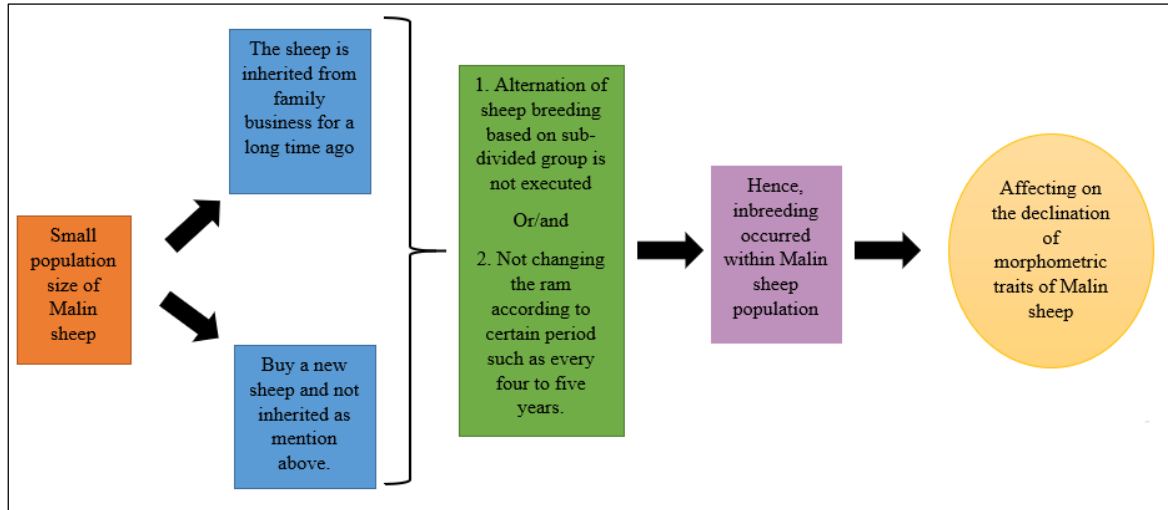 Small
population
size of
Malin
sheep
The sheep is
inherited from
family
business for a
long time ago
Buy a new
sheep and not
inherited as
mention
above.
1. Alternation of
sheep breeding
based on sub-
divided group is
not executed
Or/and
2. Not changing
the ram
according to
certain period
such as every
four to five
years.
Hence,
inbreeding
occurred
within Malin
sheep
population
Affecting on
the declination
of
morphometric
traits of Malin
sheep